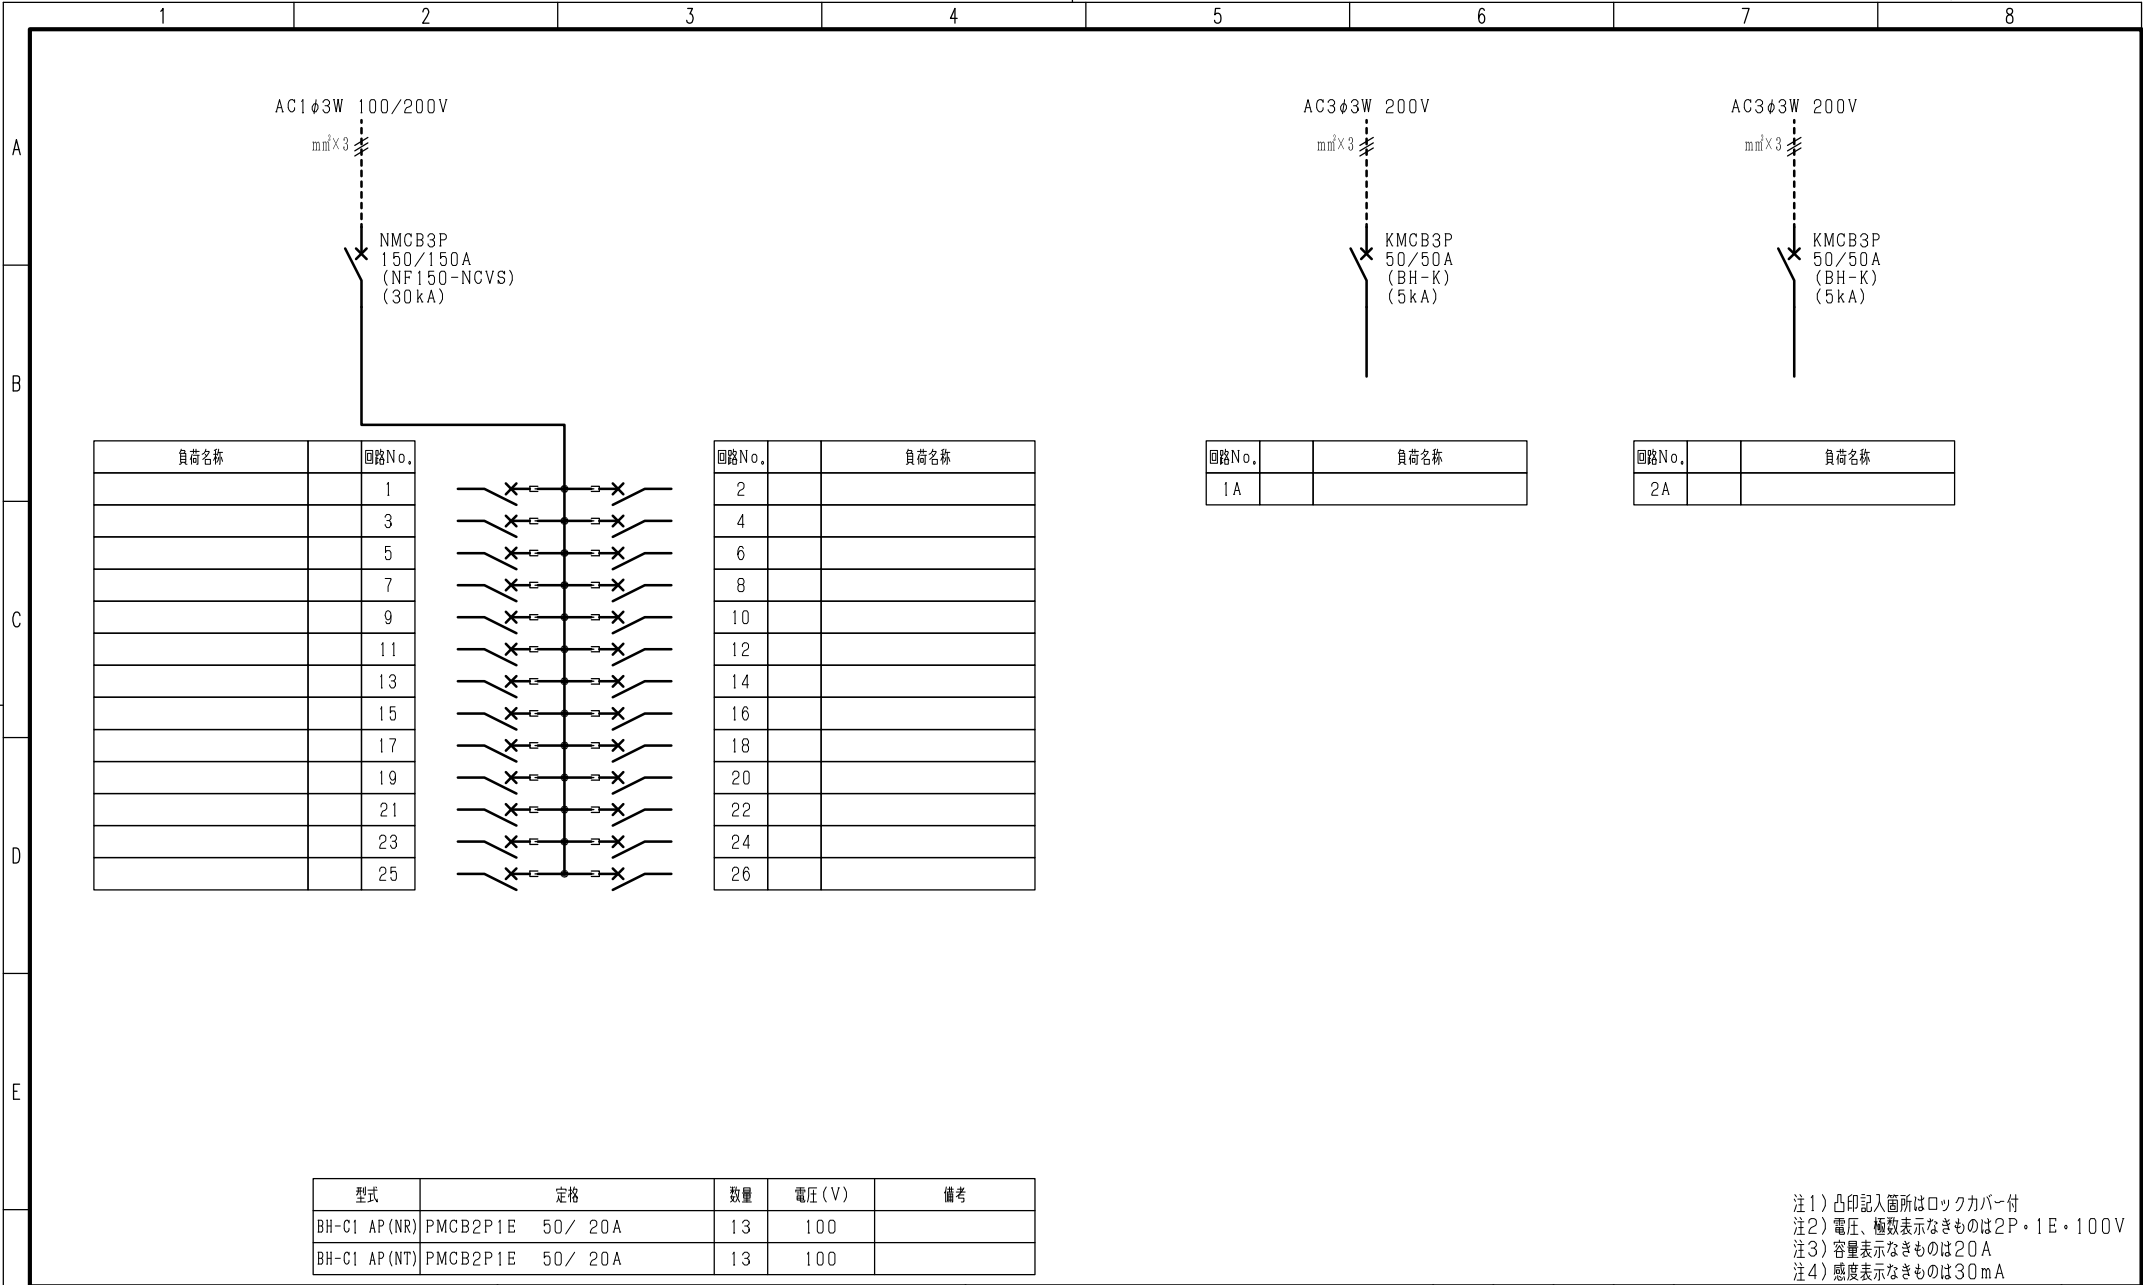 1 2 3 4 5 6 7 8
A
B
C
D
E
AC1φ3W 100/200V
mm²×3
NMCB3P
150/150A
(NF150-NCVS)
(30kA)
AC3φ3W 200V
mm²×3
KMCB3P
50/50A
(BH-K)
(5kA)
AC3φ3W 200V
mm²×3
KMCB3P
50/50A
(BH-K)
(5kA)
負荷名称 回路No. 回路No. 負荷名称
1 2
3 4
5 6
7 8
9 10
11 12
13 14
15 16
17 18
19 20
21 22
23 24
25 26
回路No. 負荷名称
1A
回路No. 負荷名称
2A
型式 定格 数量 電圧(V) 備考
BH-C1 AP(NR) PMCB2P1E 50/ 20A 13 100
BH-C1 AP(NT) PMCB2P1E 50/ 20A 13 100
注1)凸印記入箇所はロックカバー付
注2)電圧、極数表示なきものは2P・1E・100V
注3)容量表示なきものは20A
注4)感度表示なきものは30mA